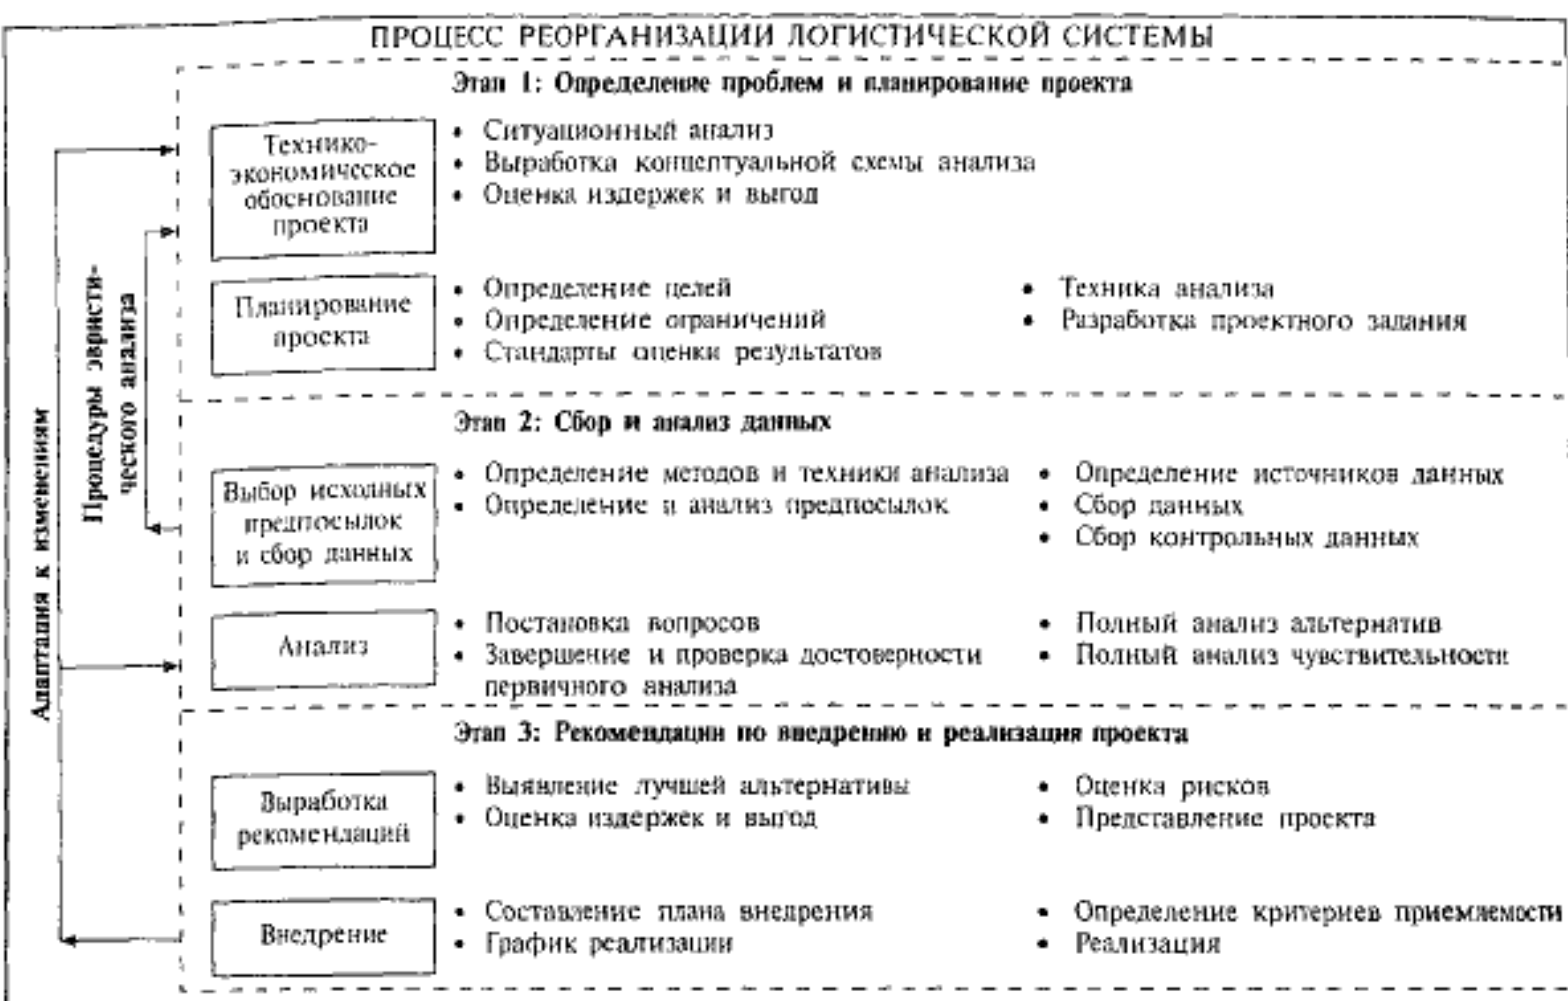 ПРОЦЕСС РЕОРГАНИЗАЦИИ ЛОГИСТИЧЕСКОЙ СИСТЕМЫ
Этап 1: Определение проблем и планирование проекта
Технико-
экономическое
обоснование
проекта
• Ситуационный анализ
• Выработка концептуальной схемы анализа
• Оценка издержек и выгод
Планирование
проекта
• Определение целей
• Определение ограничений
• Стандарты оценки результатов
• Техника анализа
• Разработка проектного задания
Процедуры эвристи-
ческого анализа
Адаптация к изменениям
Этап 2: Сбор и анализ данных
Выбор исходных
предпосылок
и сбор данных
• Определение методов и техники анализа
• Определение и анализ предпосылок
• Определение источников данных
• Сбор данных
• Сбор контрольных данных
Анализ
• Постановка вопросов
• Завершение и проверка достоверности
первичного анализа
• Полный анализ альтернатив
• Полный анализ чувствительности
Этап 3: Рекомендации по внедрению и реализация проекта
Выработка
рекомендаций
• Выявление лучшей альтернативы
• Оценка издержек и выгод
• Оценка рисков
• Представление проекта
Внедрение
• Составление плана внедрения
• График реализации
• Определение критериев приемлемости
• Реализация